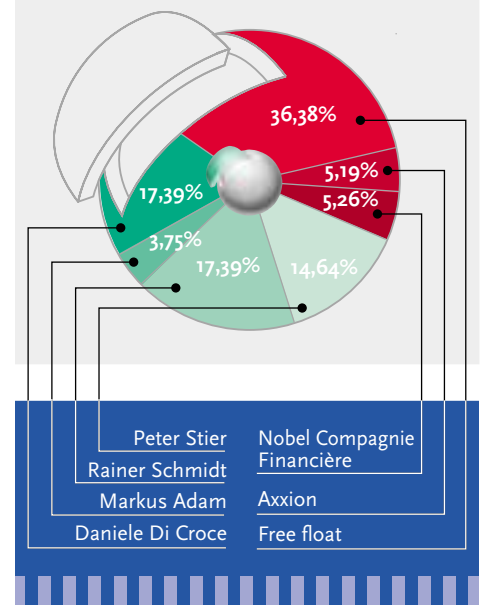 36,38%
5,19%
5,26%
17,39%
3,75%
17,39%
14,64%
Peter Stier
Rainer Schmidt
Markus Adam
Daniele Di Croce
Nobel Compagnie
Financière
Axxion
Free float